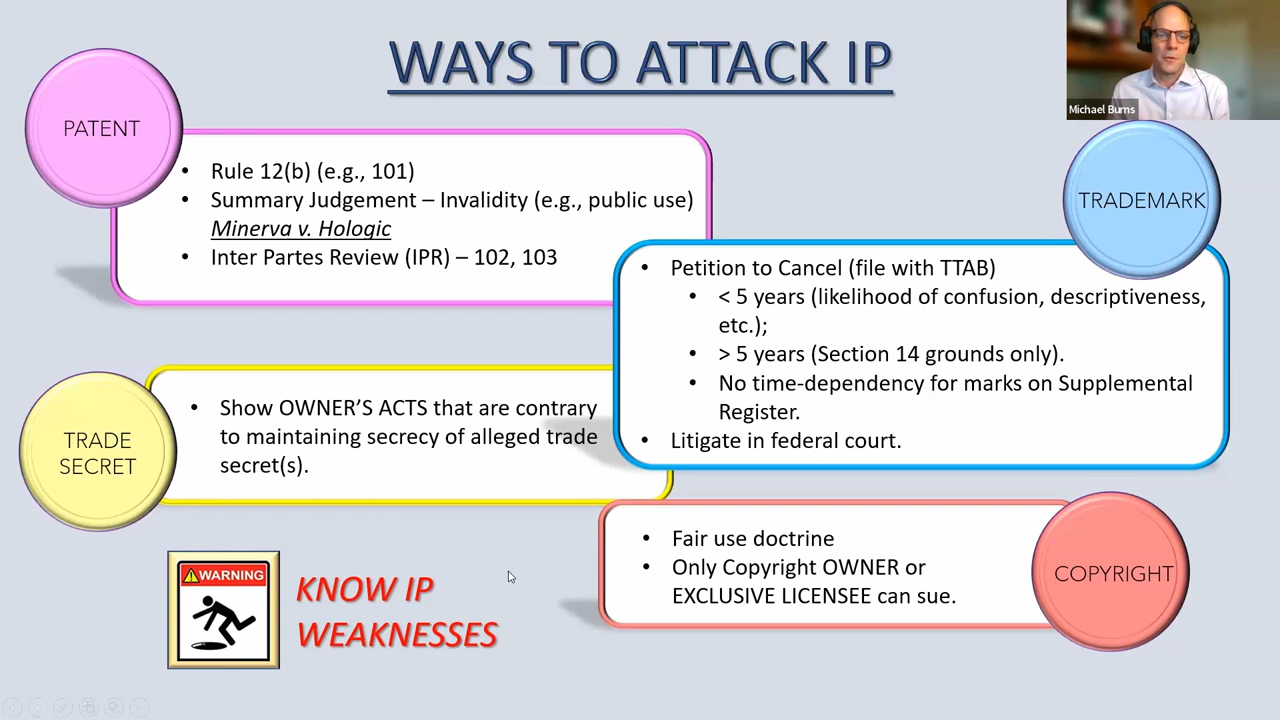 WAYS TO ATTACK IP
Michael Burns
PATENT
• Rule 12(b) (e.g., 101)
• Summary Judgement – Invalidity (e.g., public use)
Minerva v. Hologic
• Inter Partes Review (IPR) – 102, 103
TRADEMARK
• Petition to Cancel (file with TTAB)
• < 5 years (likelihood of confusion, descriptiveness,
etc.);
• > 5 years (Section 14 grounds only).
• No time-dependency for marks on Supplemental
Register.
• Litigate in federal court.
TRADE
SECRET
• Show OWNER'S ACTS that are contrary
to maintaining secrecy of alleged trade
secret(s).
COPYRIGHT
• Fair use doctrine
• Only Copyright OWNER or
EXCLUSIVE LICENSEE can sue.
WARNING
KNOW IP
WEAKNESSES